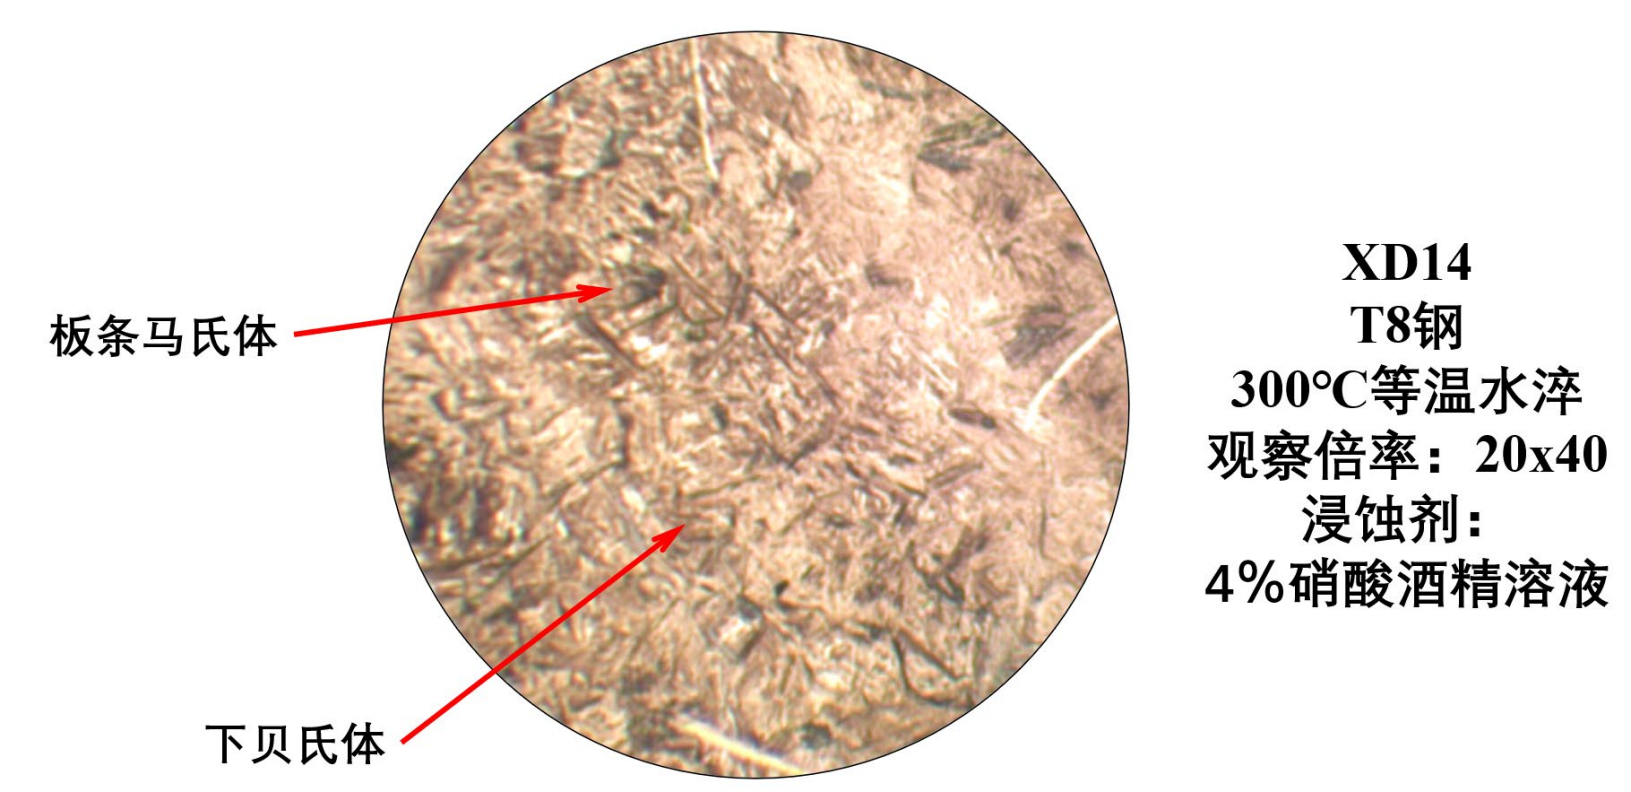 板条马氏体
下贝氏体
XD14
T8钢
300℃等温水淬
观察倍率：20x40
浸蚀剂：
4%硝酸酒精溶液